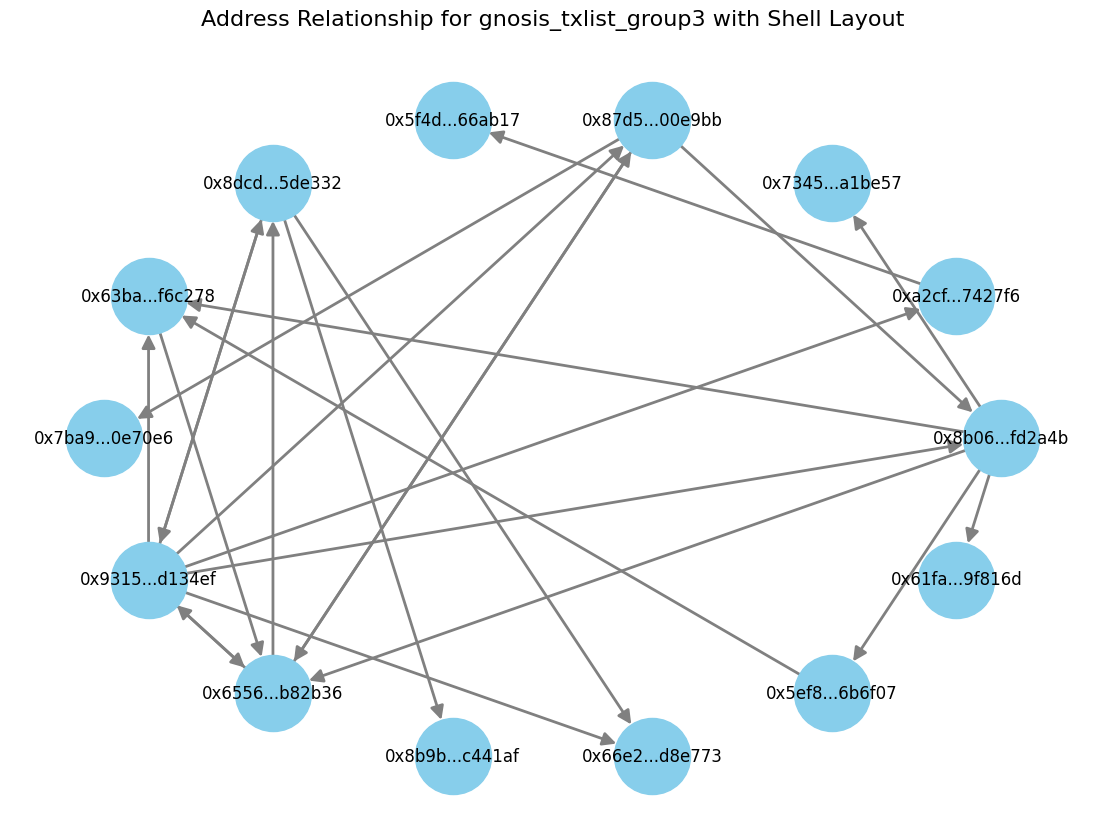 Address Relationship for gnosis_txlist_group3 with Shell Layout
0x5f4d...66ab17
0x87d5...00e9bb
0x8dcd...5de332
0x7345...a1be57
0x63ba...f6c278
0xa2cf...7427f6
0x7ba9...0e70e6
0x8b06...fd2a4b
0x9315...d134ef
0x61fa...9f816d
0x6556...b82b36
0x5ef8...6b6f07
0x8b9b...c441af
0x66e2...d8e773